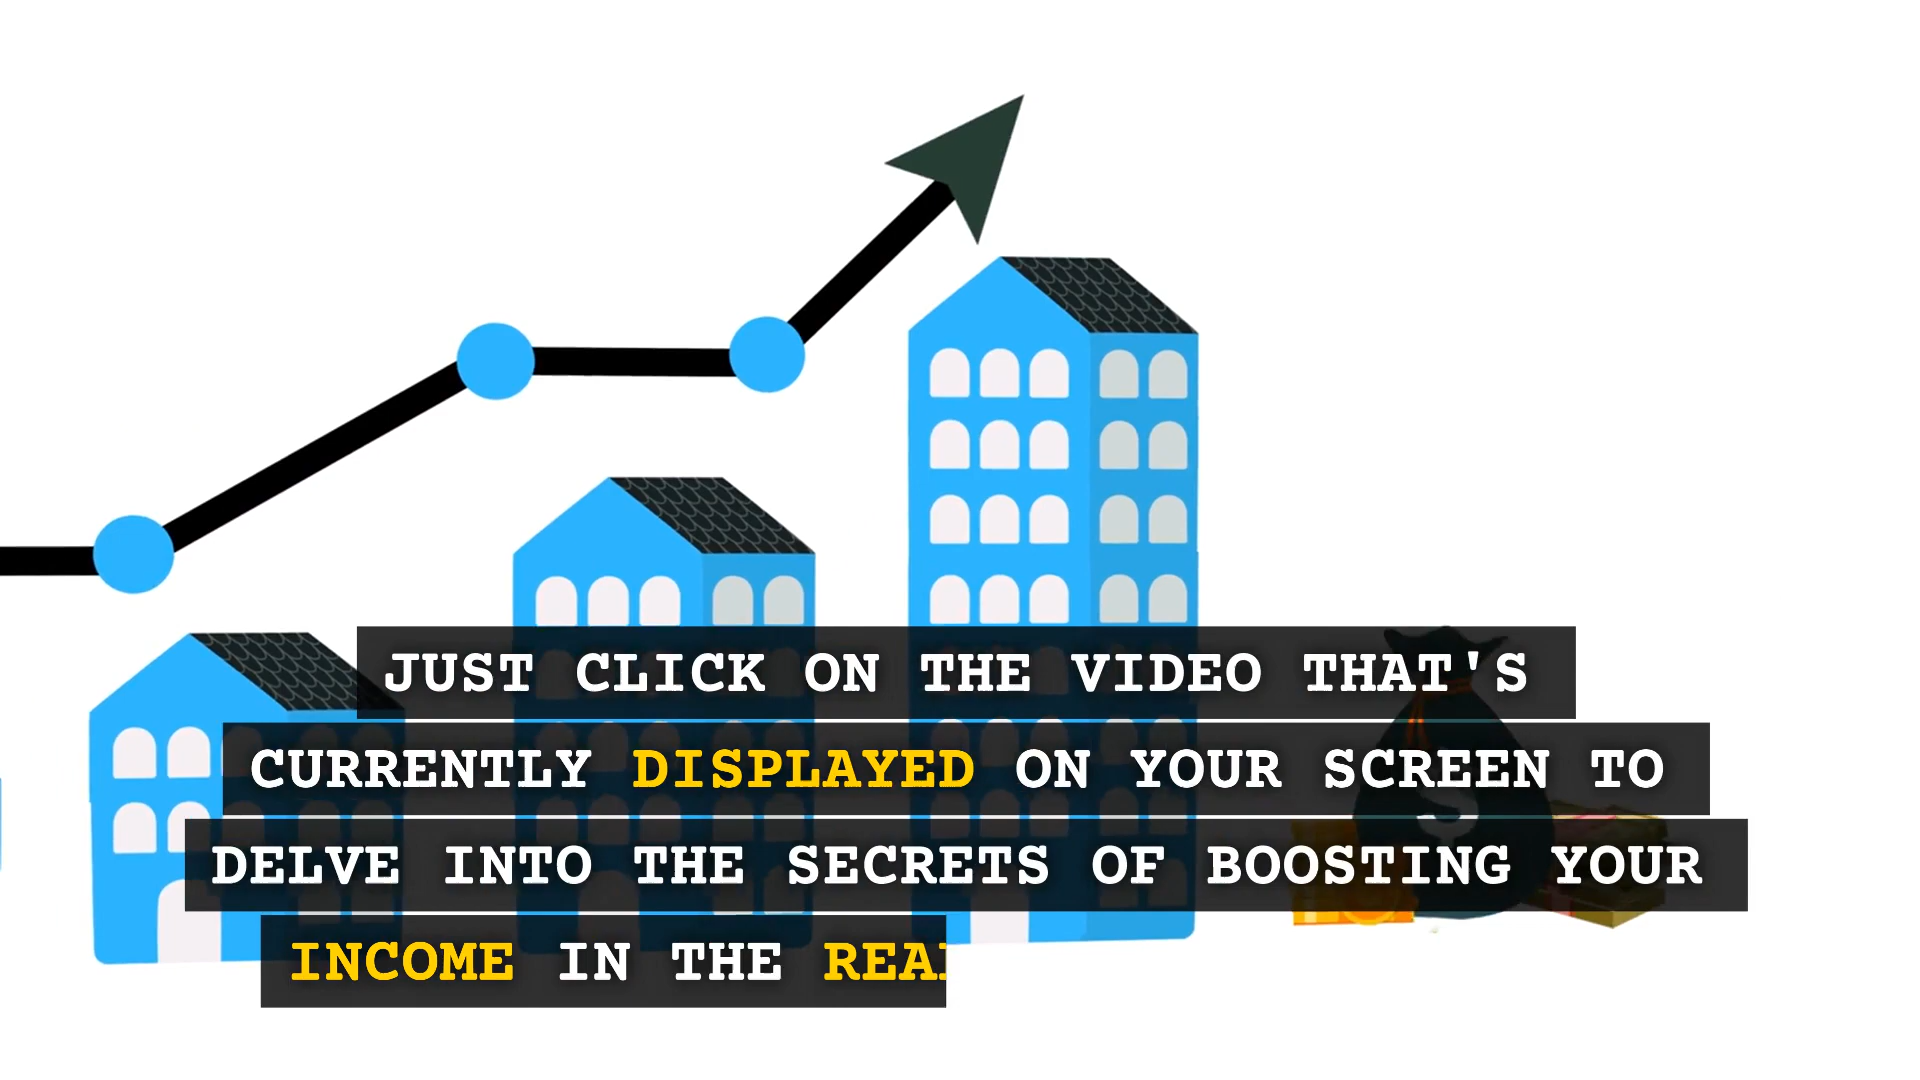 JUST CLICK ON THE VIDEO THAT'S
CURRENTLY DISPLAYED ON YOUR SCREEN TO
DELVE INTO THE SECRETS OF BOOSTING YOUR
INCOME IN THE REA